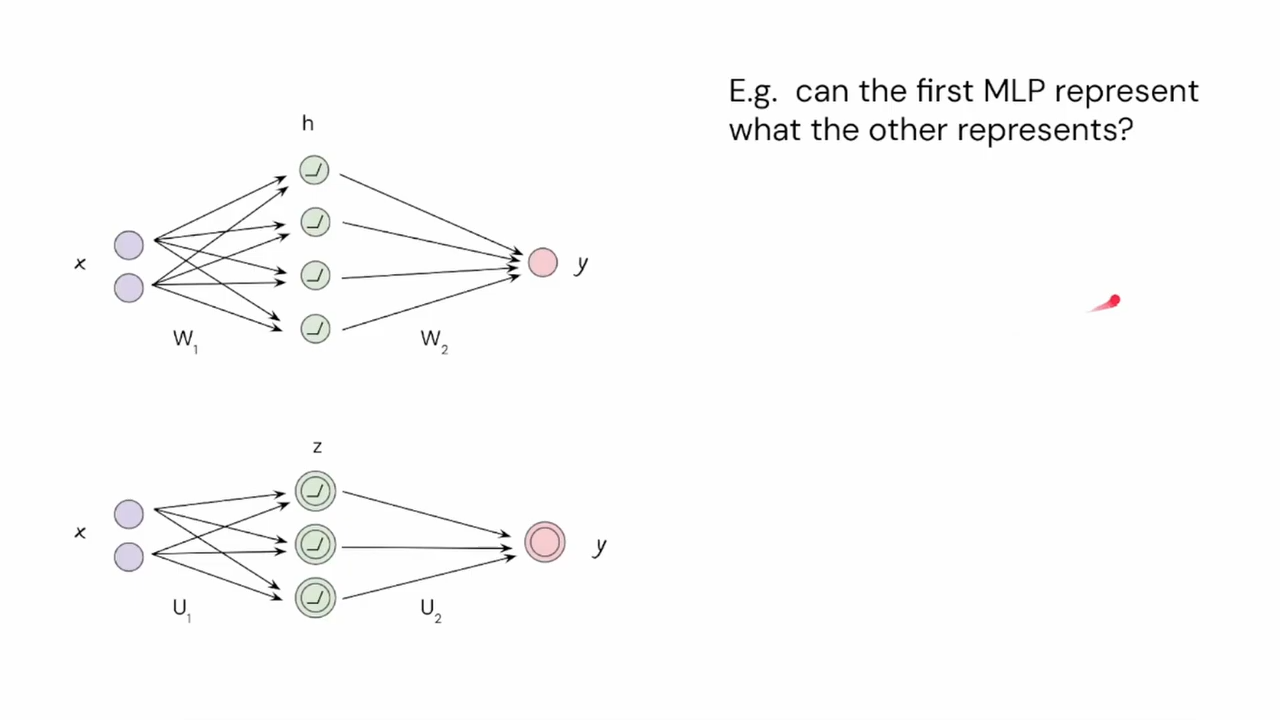 E.g. can the first MLP represent
what the other represents?
h
x
y
W1
W2
z
x
y
U1
U2